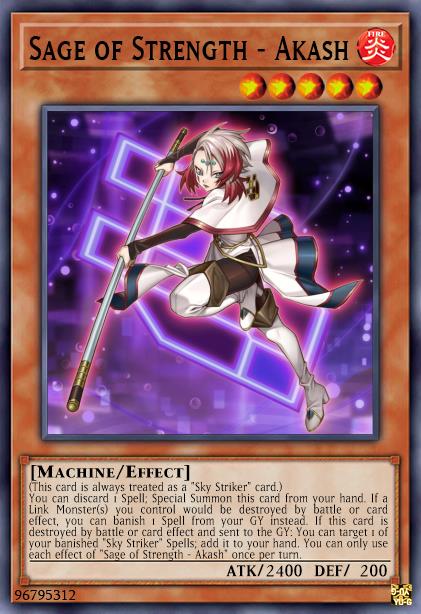 SAGE OF STRENGTH - AKASH
FIRE
炎
[MACHINE/EFFECT]
(This card is always treated as a "Sky Striker" card.)
You can discard 1 Spell; Special Summon this card from your hand. If a
Link Monster(s) you control would be destroyed by battle or card
effect, you can banish 1 Spell from your GY instead. If this card is
destroyed by battle or card effect and sent to the GY: You can target 1 of
your banished "Sky Striker" Spells; add it to your hand. You can only use
each effect of "Sage of Strength - Akash" once per turn.
ATK/2400 DEF/ 200
96795312